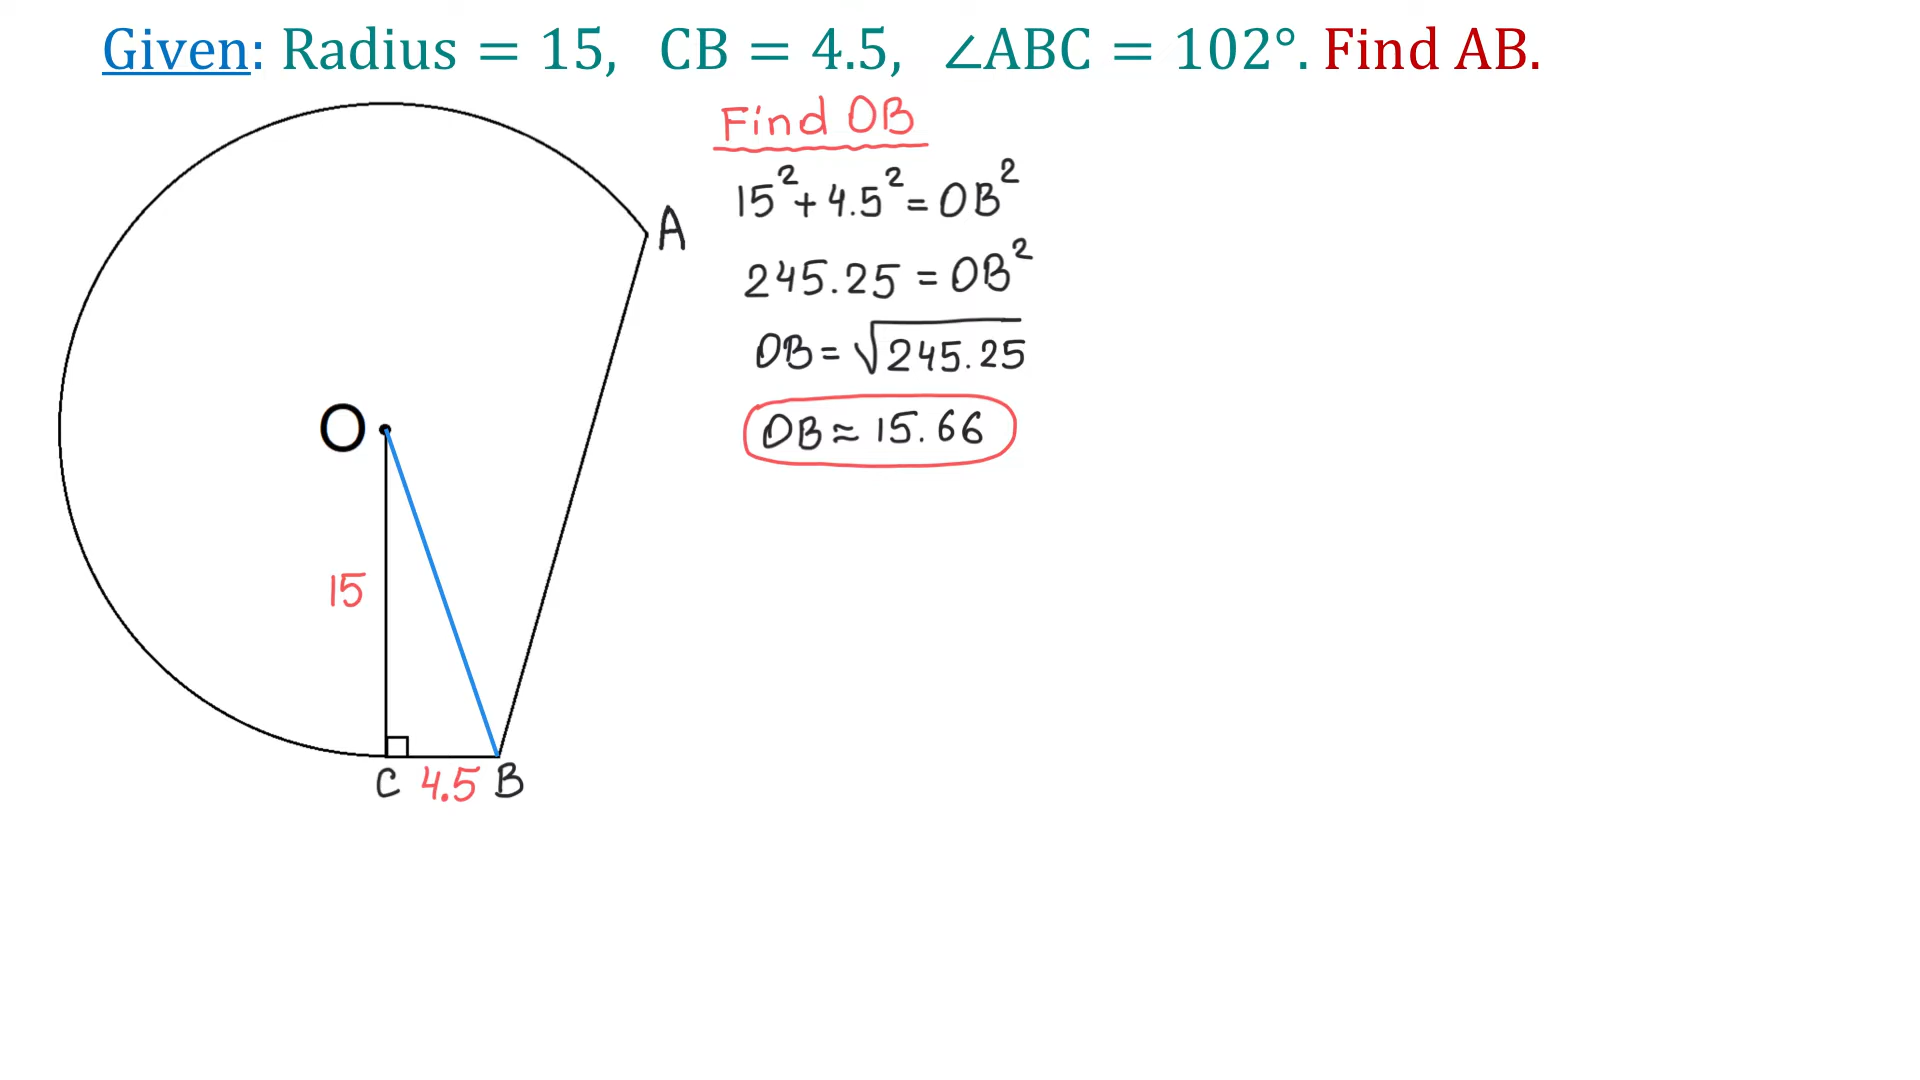 Given: Radius = 15, CB = 4.5, ∠ABC = 102°. Find AB.
Find OB
15² + 4.5² = OB²
A
245.25 = OB²
OB = √245.25
O
OB ≈ 15.66
15
C 4.5 B